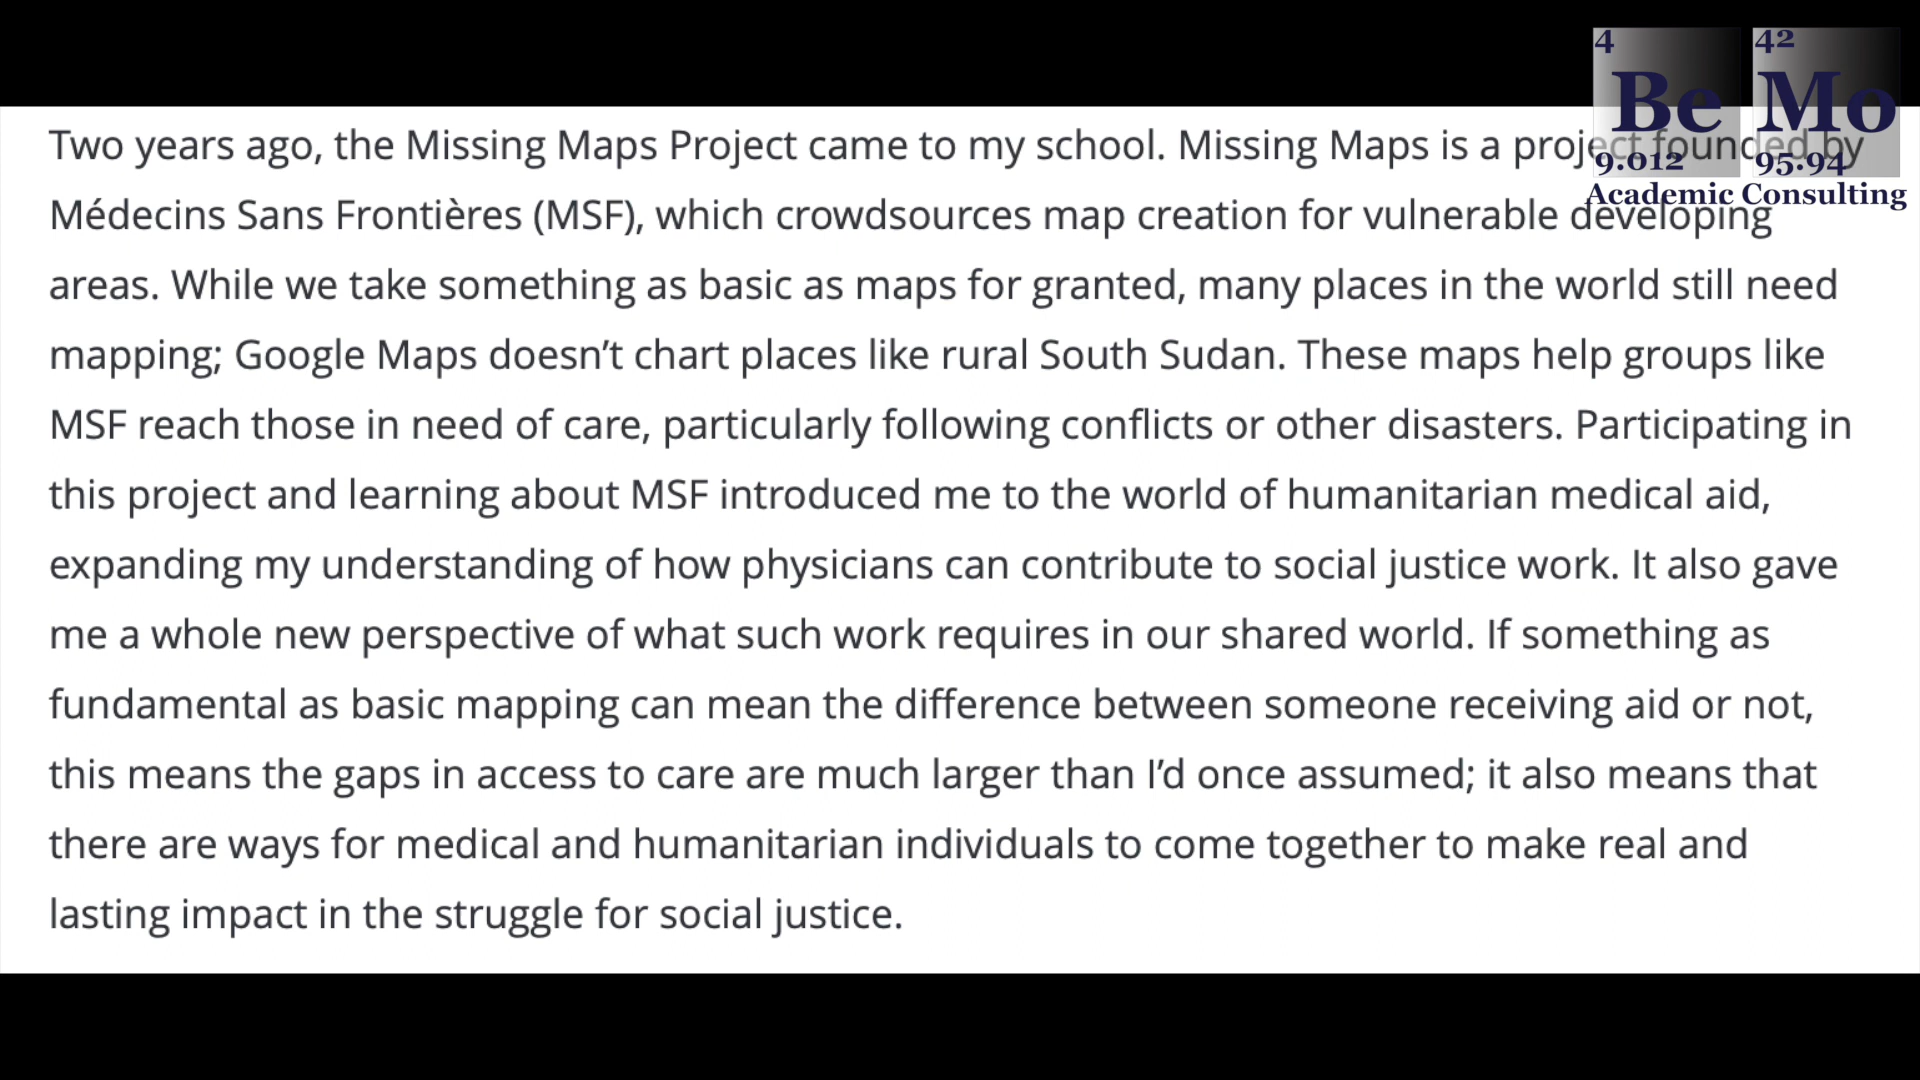 4 42
Be Mo
9.012 95.94
Academic Consulting
Two years ago, the Missing Maps Project came to my school. Missing Maps is a project founded by
Médecins Sans Frontières (MSF), which crowdsources map creation for vulnerable developing
areas. While we take something as basic as maps for granted, many places in the world still need
mapping; Google Maps doesn’t chart places like rural South Sudan. These maps help groups like
MSF reach those in need of care, particularly following conflicts or other disasters. Participating in
this project and learning about MSF introduced me to the world of humanitarian medical aid,
expanding my understanding of how physicians can contribute to social justice work. It also gave
me a whole new perspective of what such work requires in our shared world. If something as
fundamental as basic mapping can mean the difference between someone receiving aid or not,
this means the gaps in access to care are much larger than I’d once assumed; it also means that
there are ways for medical and humanitarian individuals to come together to make real and
lasting impact in the struggle for social justice.